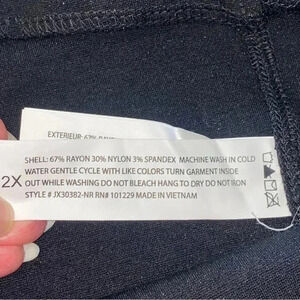 EXTERIEUR: 67%
SHELL: 67% RAYON 30% NYLON 3% SPANDEX MACHINE WASH IN COLD
WATER GENTLE CYCLE WITH LIKE COLORS TURN GARMENT INSIDE
2X OUT WHILE WASHING DO NOT BLEACH HANG TO DRY DO NOT IRON
STYLE # JX30382-NR RN# 101229 MADE IN VIETNAM